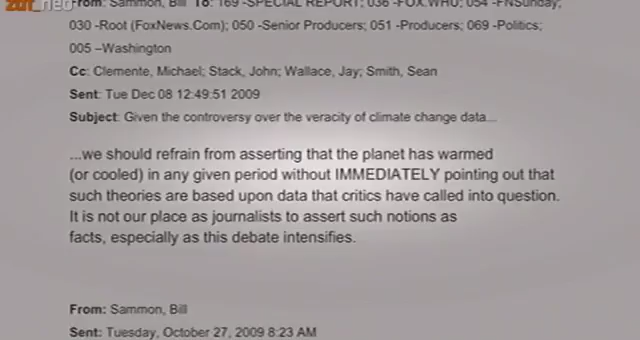 zdf_neo
From: Sammon, Bill To: 169 -SPECIAL REPORT; 036 -FOX.WHU; 054 -FNSunday;
030 -Root (FoxNews.Com); 050 -Senior Producers; 051 -Producers; 069 -Politics;
005 –Washington
Cc: Clemente, Michael; Stack, John; Wallace, Jay; Smith, Sean
Sent: Tue Dec 08 12:49:51 2009
Subject: Given the controversy over the veracity of climate change data...
...we should refrain from asserting that the planet has warmed
(or cooled) in any given period without IMMEDIATELY pointing out that
such theories are based upon data that critics have called into question.
It is not our place as journalists to assert such notions as
facts, especially as this debate intensifies.
From: Sammon, Bill
Sent: Tuesday, October 27, 2009 8:23 AM